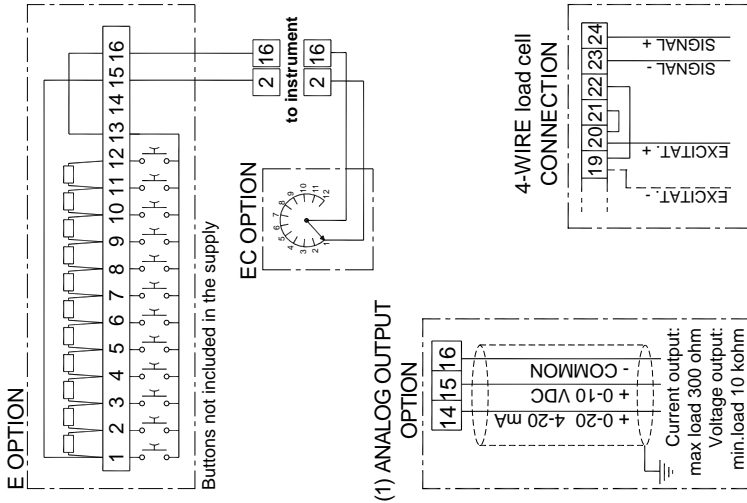 E OPTION
1 2 3 4 5 6 7 8 9 10 11 12 13 14 15 16
Buttons not included in the supply
2 16
to instrument
2 16
EC OPTION
1 2 3 4 5 6 7 8 9 10 11 12
(1) ANALOG OUTPUT
OPTION
14 15 16
+ 0-20 4-20 mA
+ 0-10 VDC
- COMMON
Current output:
max load 300 ohm
Voltage output:
min.load 10 kohm
4-WIRE load cell
CONNECTION
19 20 21 22 23 24
EXCITAT. -
EXCITAT. +
SIGNAL -
SIGNAL +